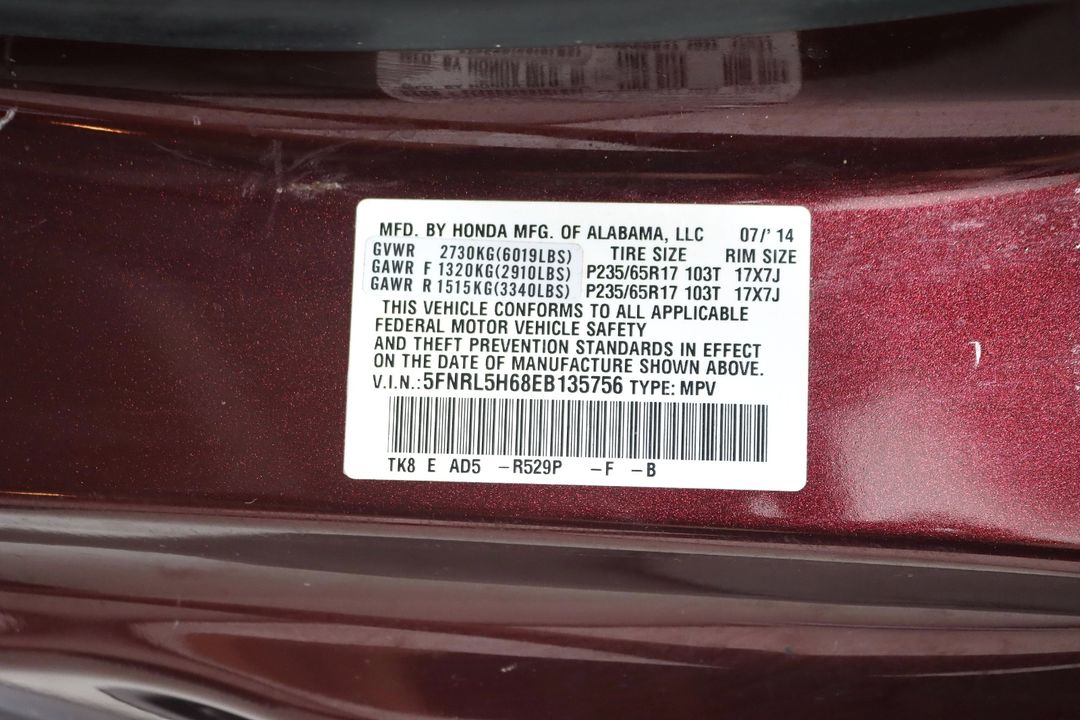 MFD. BY HONDA MFG. OF ALABAMA, LLC 07/' 14
GVWR 2730KG(6019LBS) TIRE SIZE RIM SIZE
GAWR F 1320KG(2910LBS) P235/65R17 103T 17X7J
GAWR R 1515KG(3340LBS) P235/65R17 103T 17X7J
THIS VEHICLE CONFORMS TO ALL APPLICABLE
FEDERAL MOTOR VEHICLE SAFETY
AND THEFT PREVENTION STANDARDS IN EFFECT
ON THE DATE OF MANUFACTURE SHOWN ABOVE.
V.I.N.:5FNRL5H68EB135756 TYPE: MPV
TK8 E AD5 -R529P -F -B